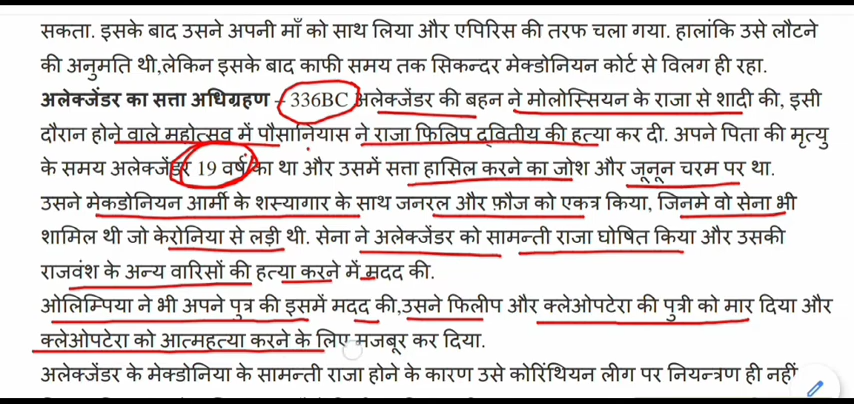 सकता. इसके बाद उसने अपनी माँ को साथ लिया और एपिरिस की तरफ चला गया. हालांकि उसे लौटने
की अनुमति थी,लेकिन इसके बाद काफी समय तक सिकन्दर मेक्डोनियन कोर्ट से विलग ही रहा.
अलेक्जेंडर का सत्ता अधिग्रहण – 336BC अलेक्जेंडर की बहन ने मोलोस्सियन के राजा से शादी की, इसी
दौरान होने वाले महोत्सव में पौसानियास ने राजा फिलिप द्वितीय की हत्या कर दी. अपने पिता की मृत्यु
के समय अलेक्जेंडर 19 वर्ष का था और उसमें सत्ता हासिल करने का जोश और जूनून चरम पर था.
उसने मेकडोनियन आर्मी के शस्यागार के साथ जनरल और फ़ौज को एकत्र किया, जिनमे वो सेना भी
शामिल थी जो केरोनिया से लड़ी थी. सेना ने अलेक्जेंडर को सामन्ती राजा घोषित किया और उसकी
राजवंश के अन्य वारिसों की हत्या करने में मदद की.
ओलिम्पिया ने भी अपने पुत्र की इसमें मदद की,उसने फिलीप और क्लेओपटेरा की पुत्री को मार दिया और
क्लेओपटेरा को आत्महत्या करने के लिए मजबूर कर दिया.
अलेक्जेंडर के मेक्डोनिया के सामन्ती राजा होने के कारण उसे कोरिंथियन लीग पर नियन्त्रण ही नहीं